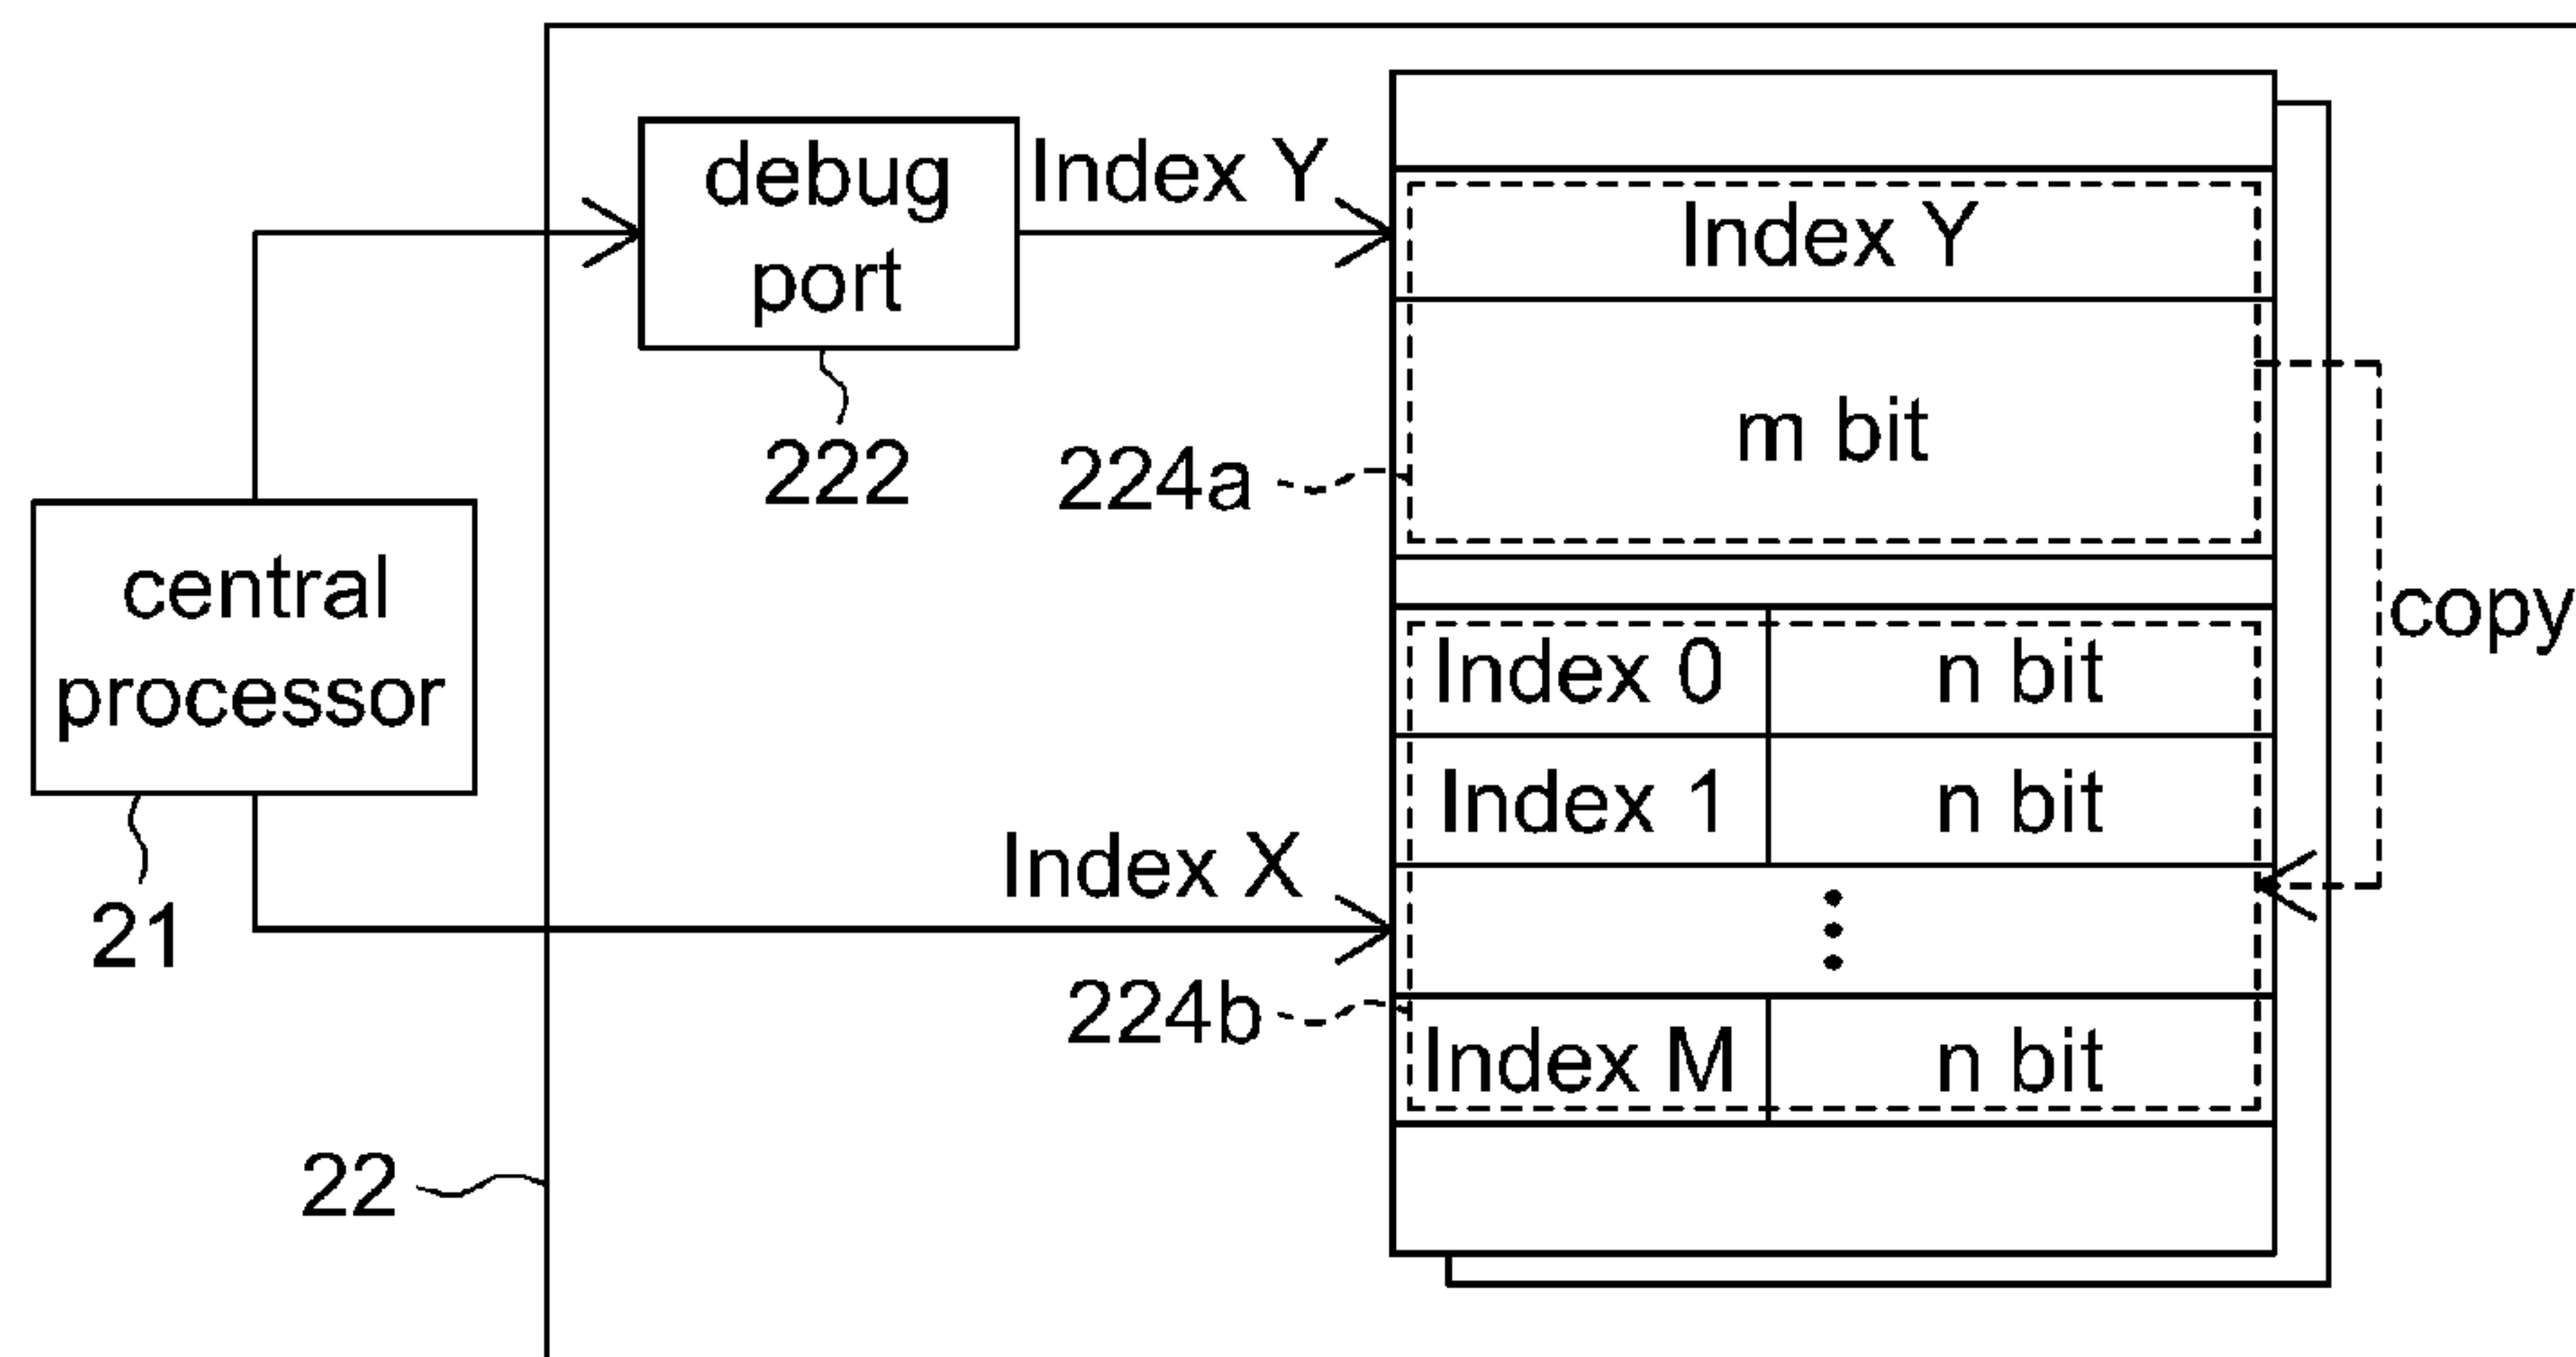 debug
port
Index Y
Index Y
222
224a
m bit
central
processor
copy
Index 0 n bit
Index 1 n bit
21
Index X
224b
Index M n bit
22